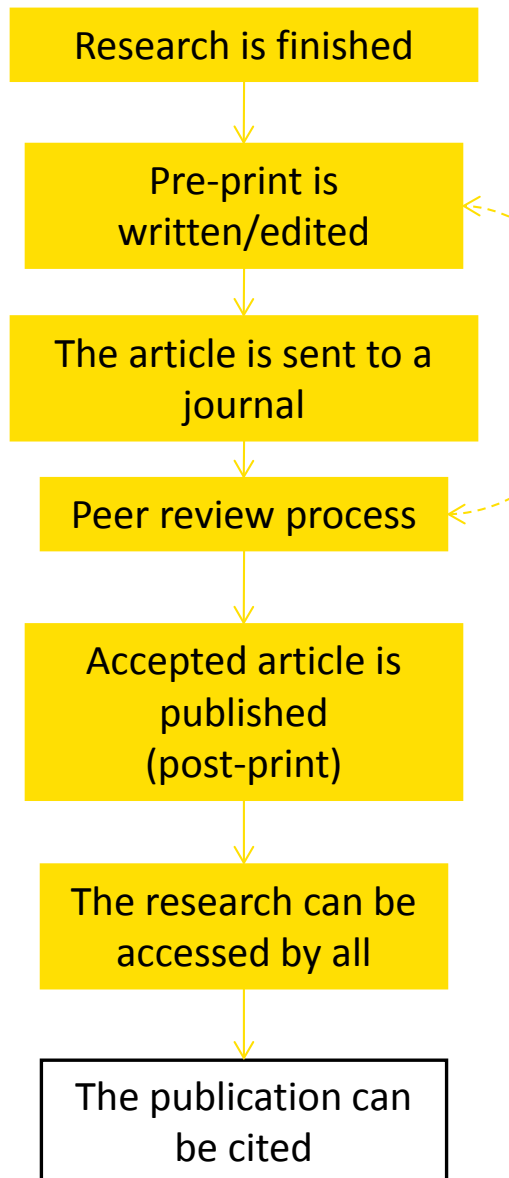 Research is finished
Pre-print is
written/edited
The article is sent to a
journal
Peer review process
Accepted article is
published
(post-print)
The research can be
accessed by all
The publication can
be cited